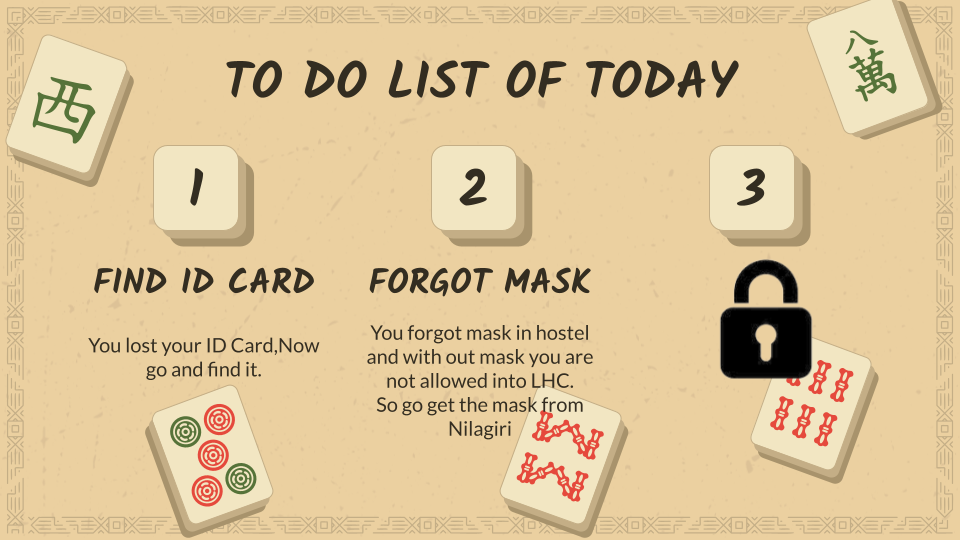 TO DO LIST OF TODAY
西
八
萬
1
2
3
FIND ID CARD
FORGOT MASK
You lost your ID Card,Now
go and find it.
You forgot mask in hostel
and with out mask you are
not allowed into LHC.
So go get the mask from
Nilagiri